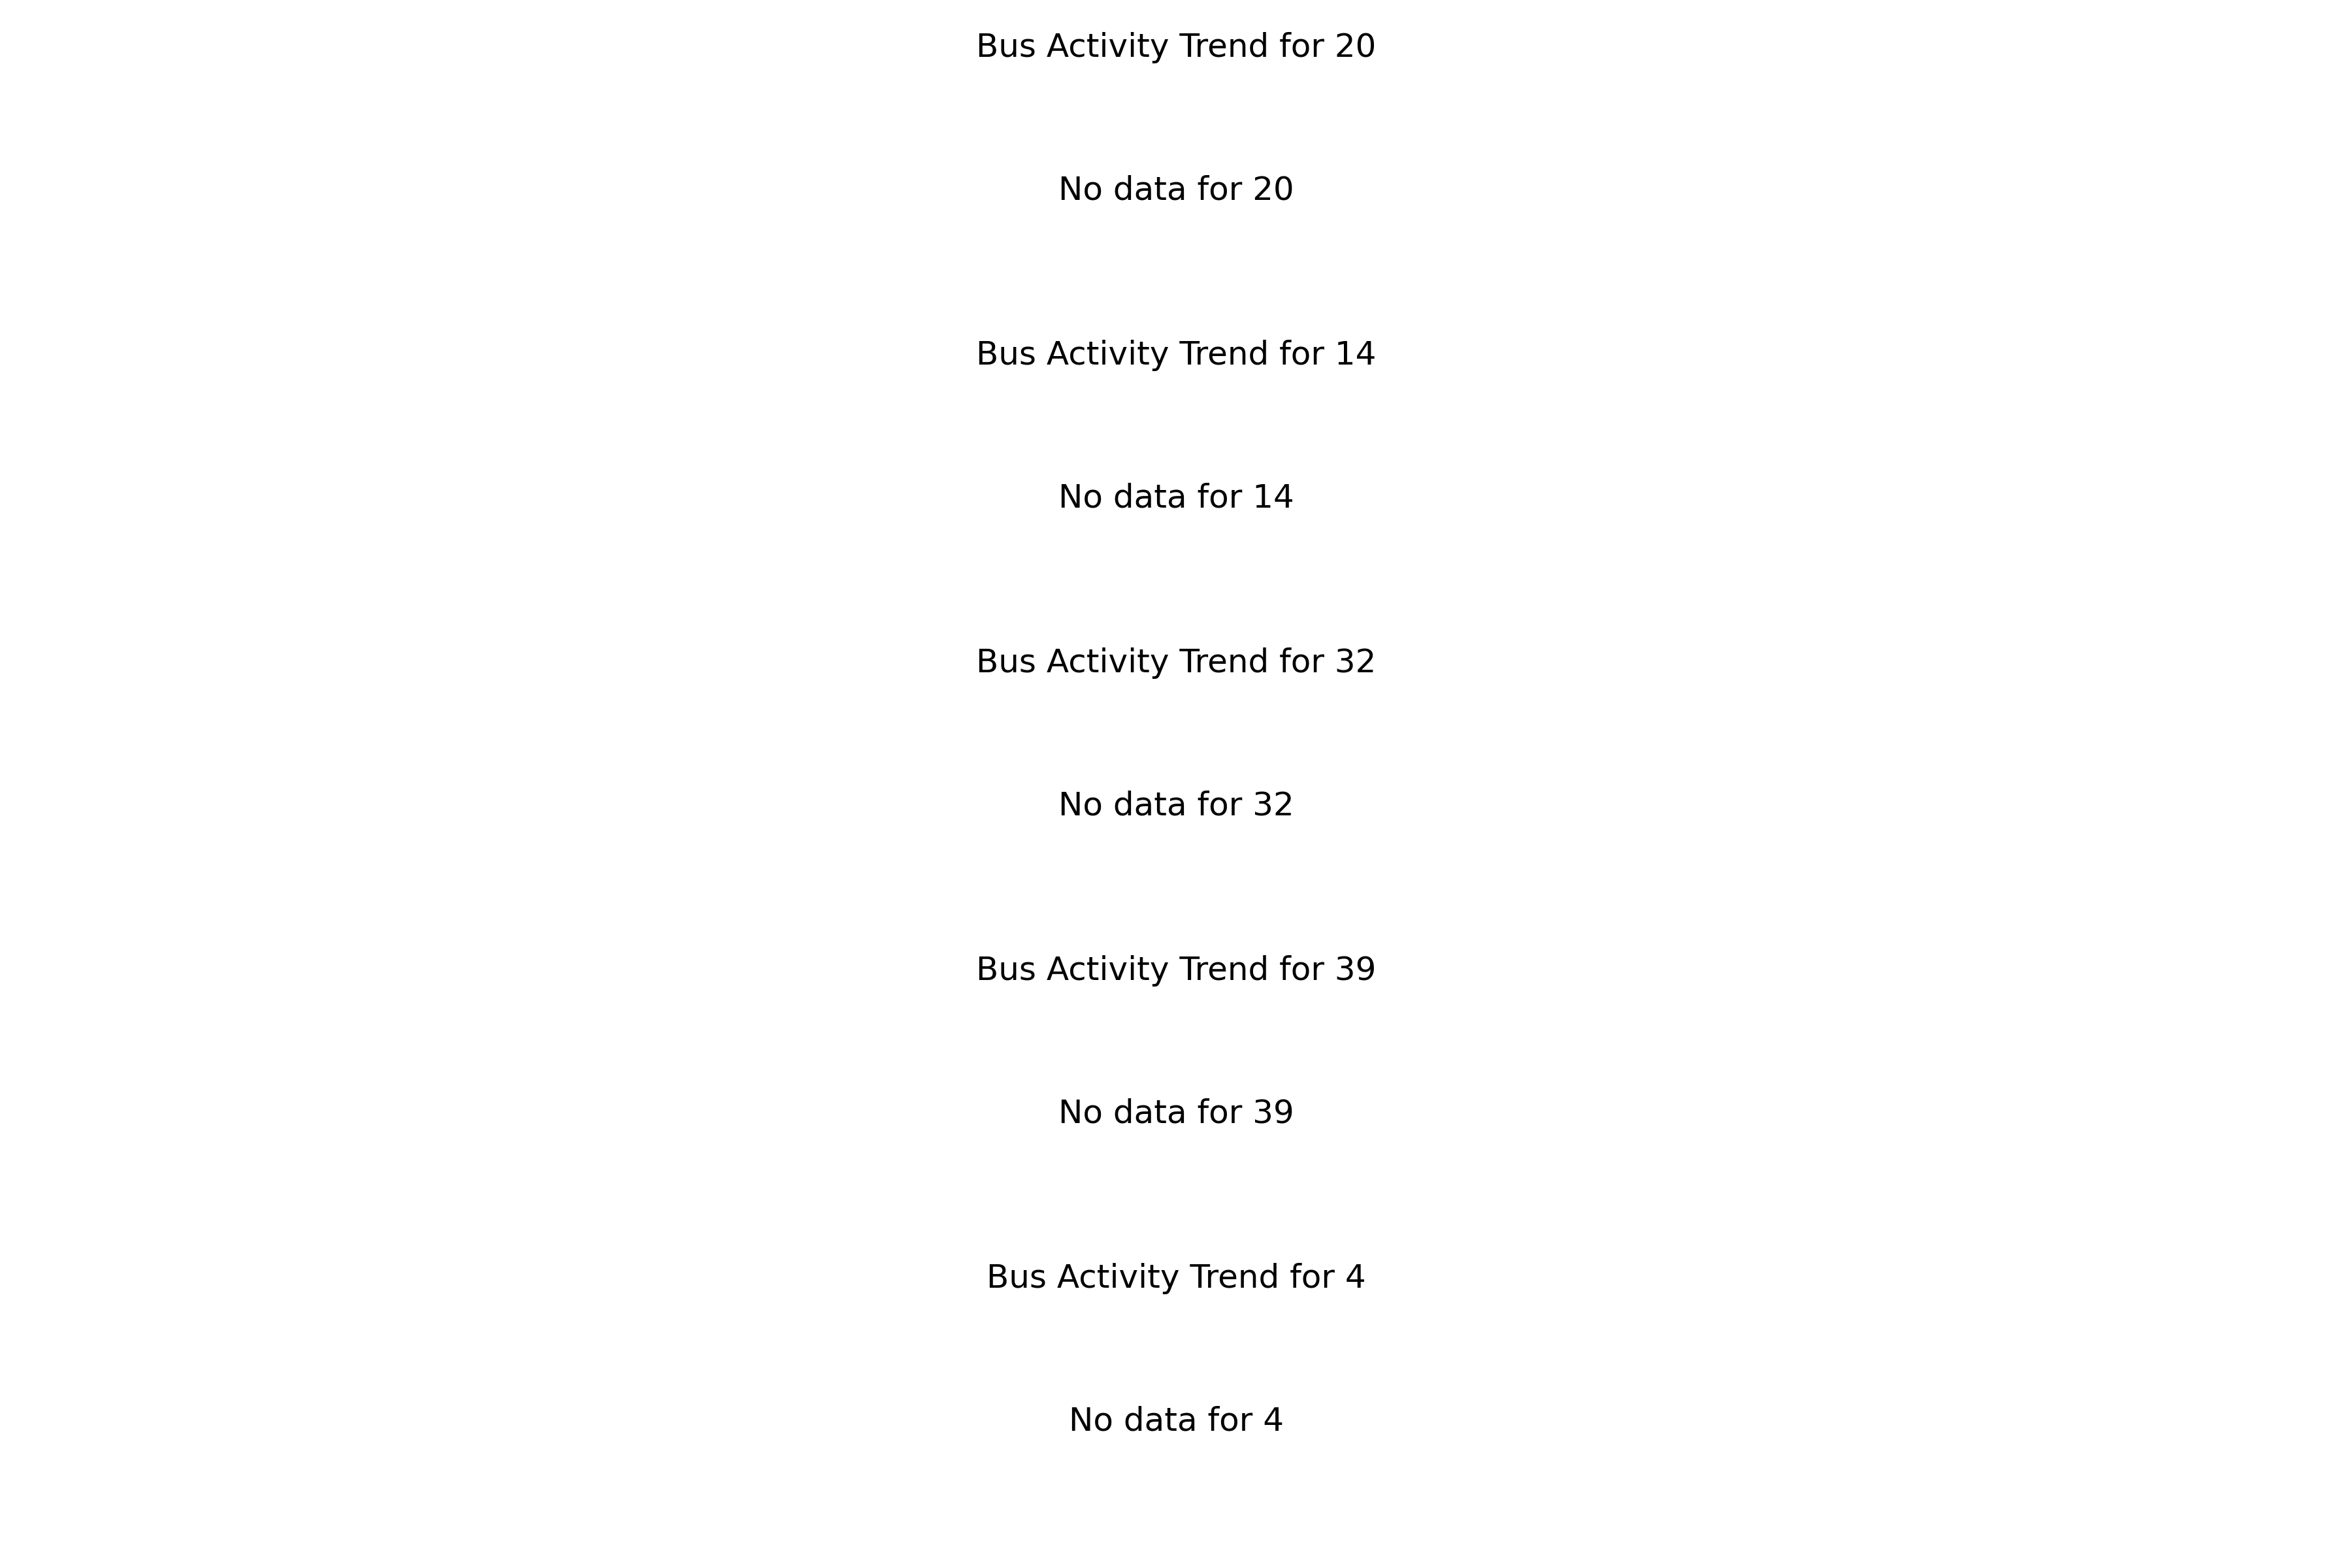 Bus Activity Trend for 20
No data for 20
Bus Activity Trend for 14
No data for 14
Bus Activity Trend for 32
No data for 32
Bus Activity Trend for 39
No data for 39
Bus Activity Trend for 4
No data for 4